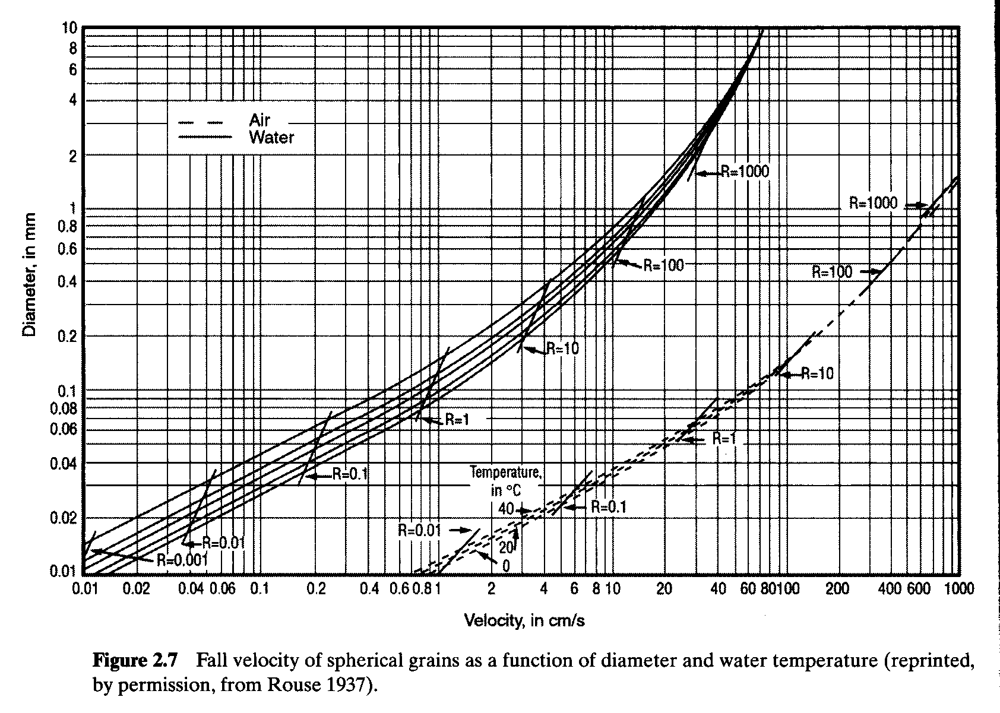 10
8
6
4
2
1
0.8
0.6
0.4
0.2
0.1
0.08
0.06
0.04
0.02
0.01
Diameter, in mm
Air
Water
R=1000
R=1000
R=100
R=100
R=10
R=10
R=1
R=1
R=0.1
Temperature,
in °C
40
R=0.1
R=0.01
20
0
R=0.01
R=0.001
0.01 0.02 0.04 0.06 0.1 0.2 0.4 0.6 0.8 1 2 4 6 8 10 20 40 60 80 100 200 400 600 1000
Velocity, in cm/s
Figure 2.7 Fall velocity of spherical grains as a function of diameter and water temperature (reprinted,
by permission, from Rouse 1937).